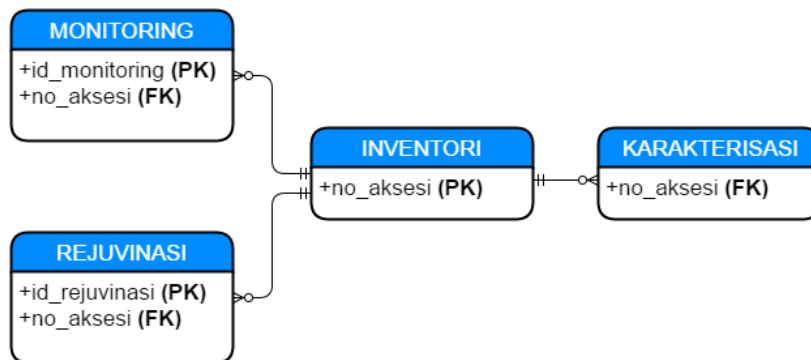 MONITORING
+id_monitoring (PK)
+no_aksesi (FK)
INVENTORI
+no_aksesi (PK)
KARAKTERISASI
+no_aksesi (FK)
REJUVINASI
+id_rejuvinasi (PK)
+no_aksesi (FK)